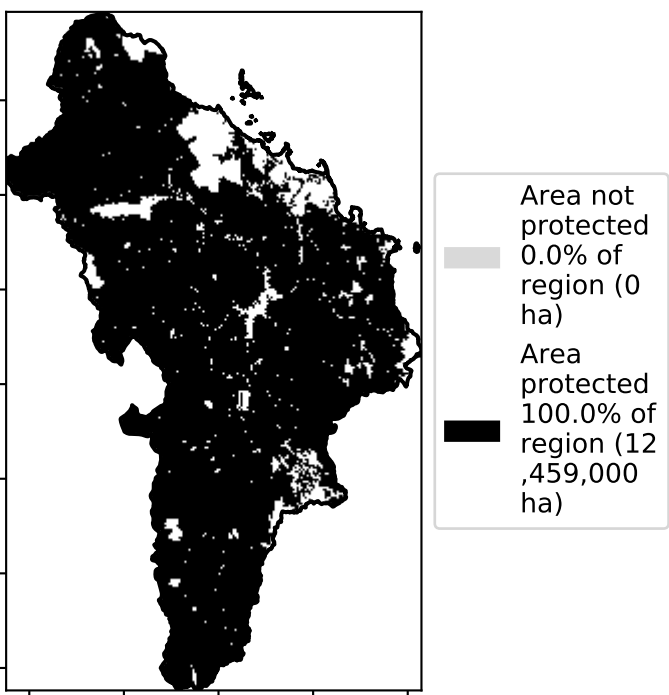 Area not
protected
0.0% of
region (0
ha)
Area
protected
100.0% of
region (12
,459,000
ha)